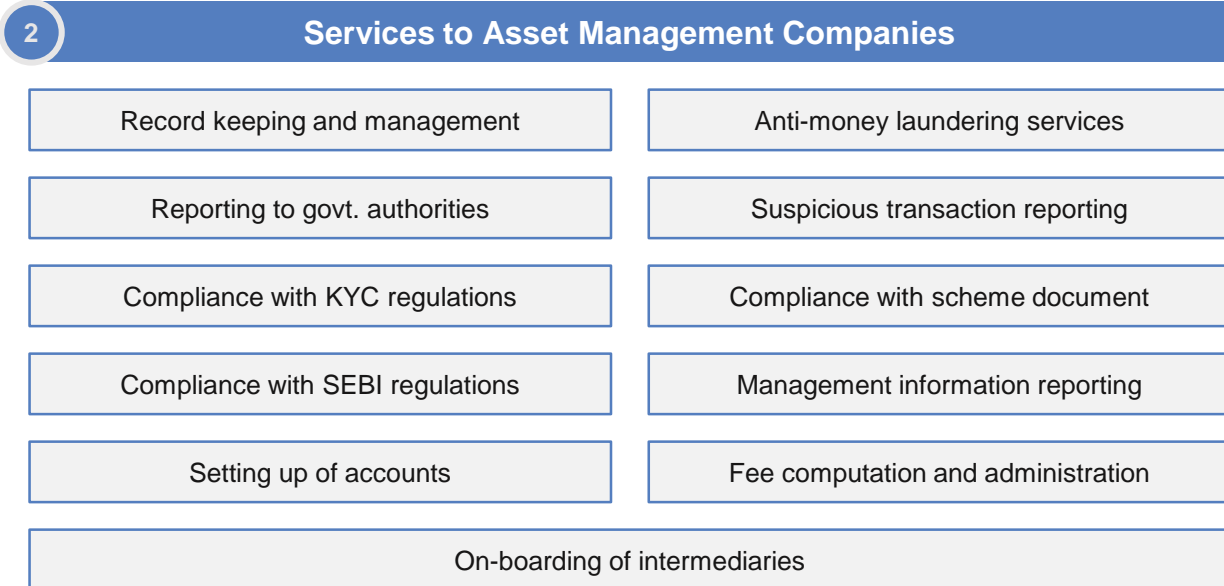 2
Services to Asset Management Companies
Record keeping and management
Anti-money laundering services
Reporting to govt. authorities
Suspicious transaction reporting
Compliance with KYC regulations
Compliance with scheme document
Compliance with SEBI regulations
Management information reporting
Setting up of accounts
Fee computation and administration
On-boarding of intermediaries